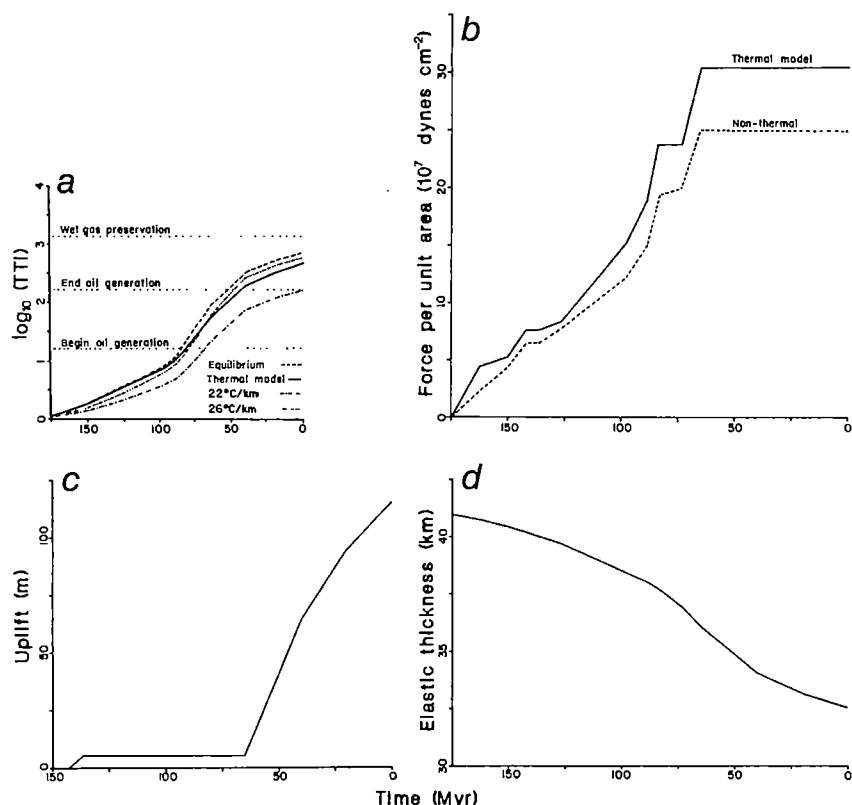 a
log₁₀ (TTI)
4
3
2
1
0
Wet gas preservation
End oil generation
Begin oil generation
Equilibrium
Thermal model
22°C/km
26°C/km
150
100
50
0
b
Force per unit area (10⁷ dynes cm⁻²)
30
20
10
0
Thermal model
Non-thermal
150
100
50
0
c
Uplift (m)
100
50
0
150
100
50
0
d
Elastic thickness (km)
40
35
30
150
100
50
0
Time (Myr)